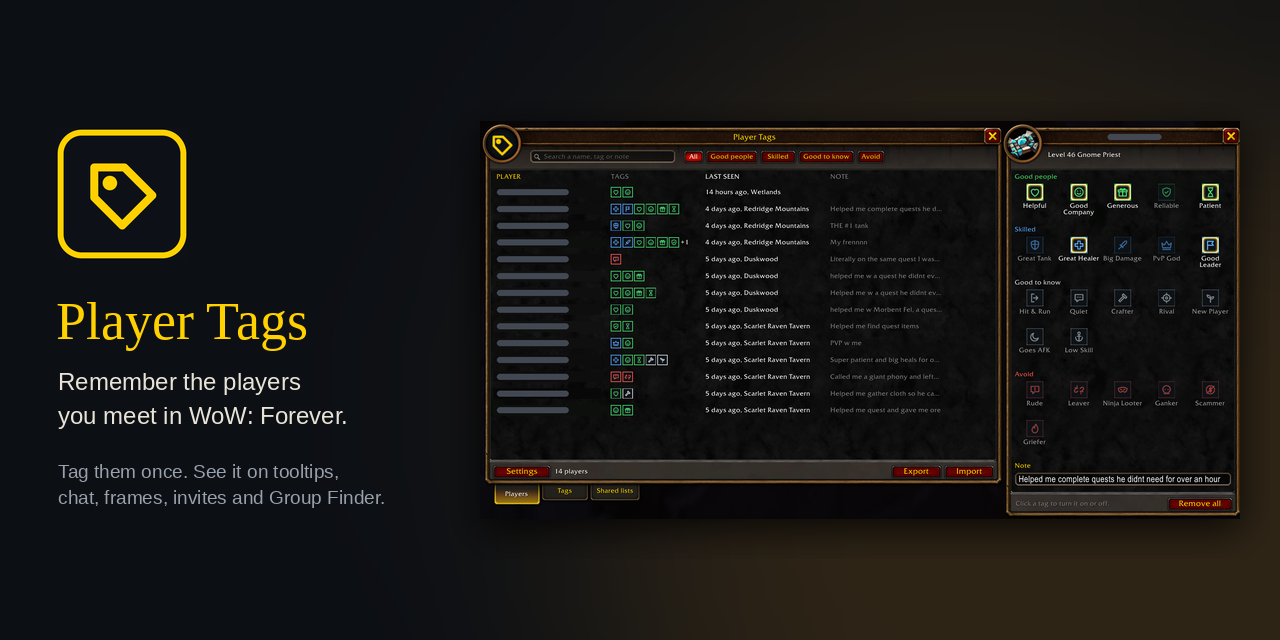 Player Tags
Remember the players
you meet in WoW: Forever.
Tag them once. See it on tooltips,
chat, frames, invites and Group Finder.
Player Tags
Search a name, tag or note
All Good people Skilled Good to know Avoid
PLAYER TAGS LAST SEEN NOTE
14 hours ago, Wetlands
4 days ago, Redridge Mountains Helped me complete quests he d...
4 days ago, Redridge Mountains THE #1 tank
+1 4 days ago, Redridge Mountains My frennnn
5 days ago, Duskwood Literally on the same quest I was...
5 days ago, Duskwood helped me w a quest he didnt ev...
5 days ago, Duskwood Helped me w a quest he didnt ev...
5 days ago, Duskwood helped me w Morbent Fel, a ques...
5 days ago, Scarlet Raven Tavern Helped me find quest items
5 days ago, Scarlet Raven Tavern PVP w me
5 days ago, Scarlet Raven Tavern Super patient and big heals for o...
5 days ago, Scarlet Raven Tavern Called me a giant phony and left...
5 days ago, Scarlet Raven Tavern Helped me gather cloth so he ca...
5 days ago, Scarlet Raven Tavern Helped me quest and gave me ore
Settings 14 players Export Import
Players Tags Shared lists
Level 46 Gnome Priest
Good people
Helpful Good Company Generous Reliable Patient
Skilled
Great Tank Great Healer Big Damage PvP God Good Leader
Good to know
Hit & Run Quiet Crafter Rival New Player
Goes AFK Low Skill
Avoid
Rude Leaver Ninja Looter Ganker Scammer
Griefer
Note
Helped me complete quests he didnt need for over an hour
Click a tag to turn it on or off. Remove all